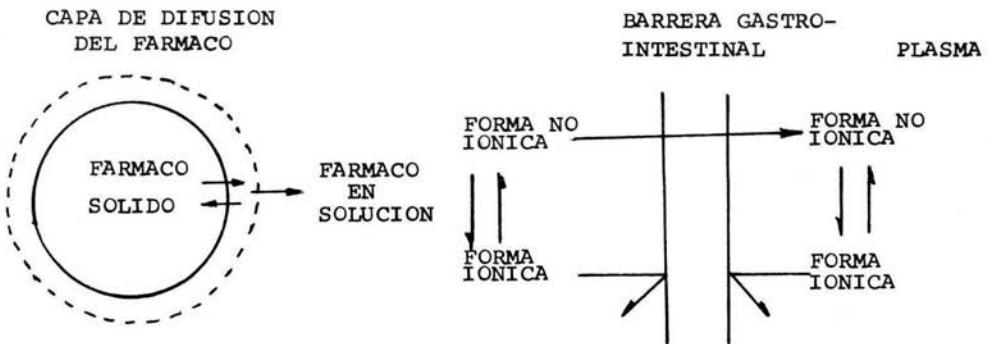 CAPA DE DIFUSION
DEL FARMACO
FARMACO
SOLIDO
FARMACO
EN
SOLUCION
BARRERA GASTRO-
INTESTINAL
PLASMA
FORMA NO
IONICA
FORMA
IONICA
FORMA NO
IONICA
FORMA
IONICA